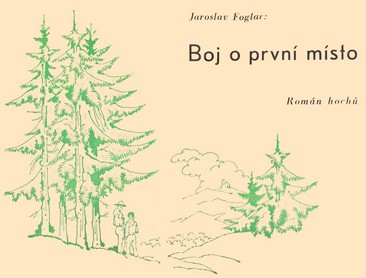 Jaroslav Foglar:
Boj o první místo
Román hochů